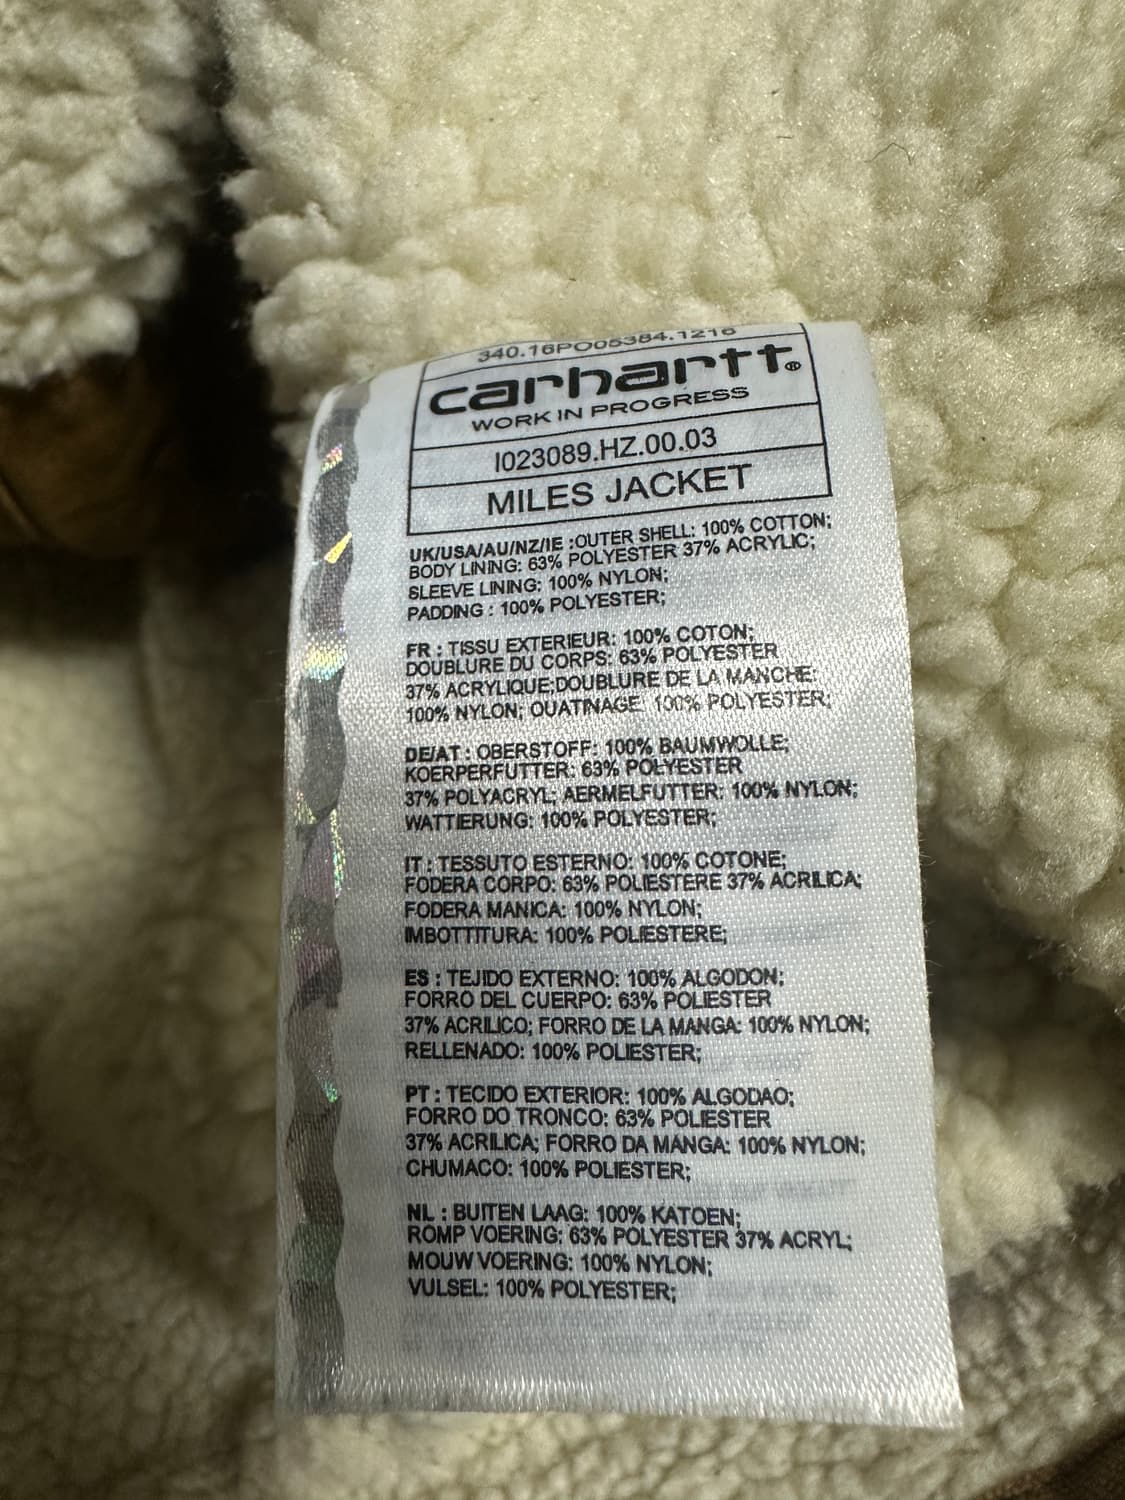 340.16PO05384.1216
carhartt®
WORK IN PROGRESS
I023089.HZ.00.03
MILES JACKET
UK/USA/AU/NZ/IE :OUTER SHELL: 100% COTTON;
BODY LINING: 63% POLYESTER 37% ACRYLIC;
SLEEVE LINING: 100% NYLON;
PADDING : 100% POLYESTER;
FR : TISSU EXTERIEUR: 100% COTON;
DOUBLURE DU CORPS: 63% POLYESTER
37% ACRYLIQUE;DOUBLURE DE LA MANCHE:
100% NYLON; OUATINAGE: 100% POLYESTER;
DE/AT : OBERSTOFF: 100% BAUMWOLLE;
KOERPERFUTTER: 63% POLYESTER
37% POLYACRYL; AERMELFUTTER: 100% NYLON;
WATTIERUNG: 100% POLYESTER;
IT : TESSUTO ESTERNO: 100% COTONE;
FODERA CORPO: 63% POLIESTERE 37% ACRILICA;
FODERA MANICA: 100% NYLON;
IMBOTTITURA: 100% POLIESTERE;
ES : TEJIDO EXTERNO: 100% ALGODON;
FORRO DEL CUERPO: 63% POLIESTER
37% ACRILICO; FORRO DE LA MANGA: 100% NYLON;
RELLENADO: 100% POLIESTER;
PT : TECIDO EXTERIOR: 100% ALGODAO;
FORRO DO TRONCO: 63% POLIESTER
37% ACRILICA; FORRO DA MANGA: 100% NYLON;
CHUMACO: 100% POLIESTER;
NL : BUITEN LAAG: 100% KATOEN;
ROMP VOERING: 63% POLYESTER 37% ACRYL;
MOUW VOERING: 100% NYLON;
VULSEL: 100% POLYESTER;